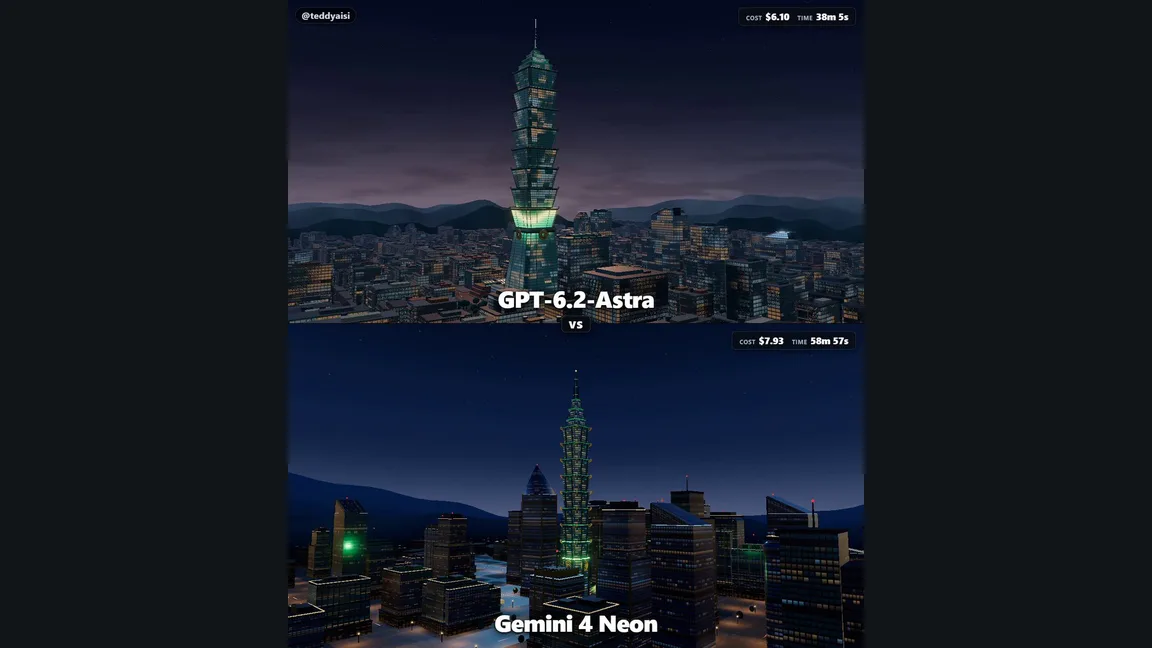 @teddyaisi
COST $6.10 TIME 38m 5s
GPT-6.2-Astra
VS
COST $7.93 TIME 58m 57s
Gemini 4 Neon